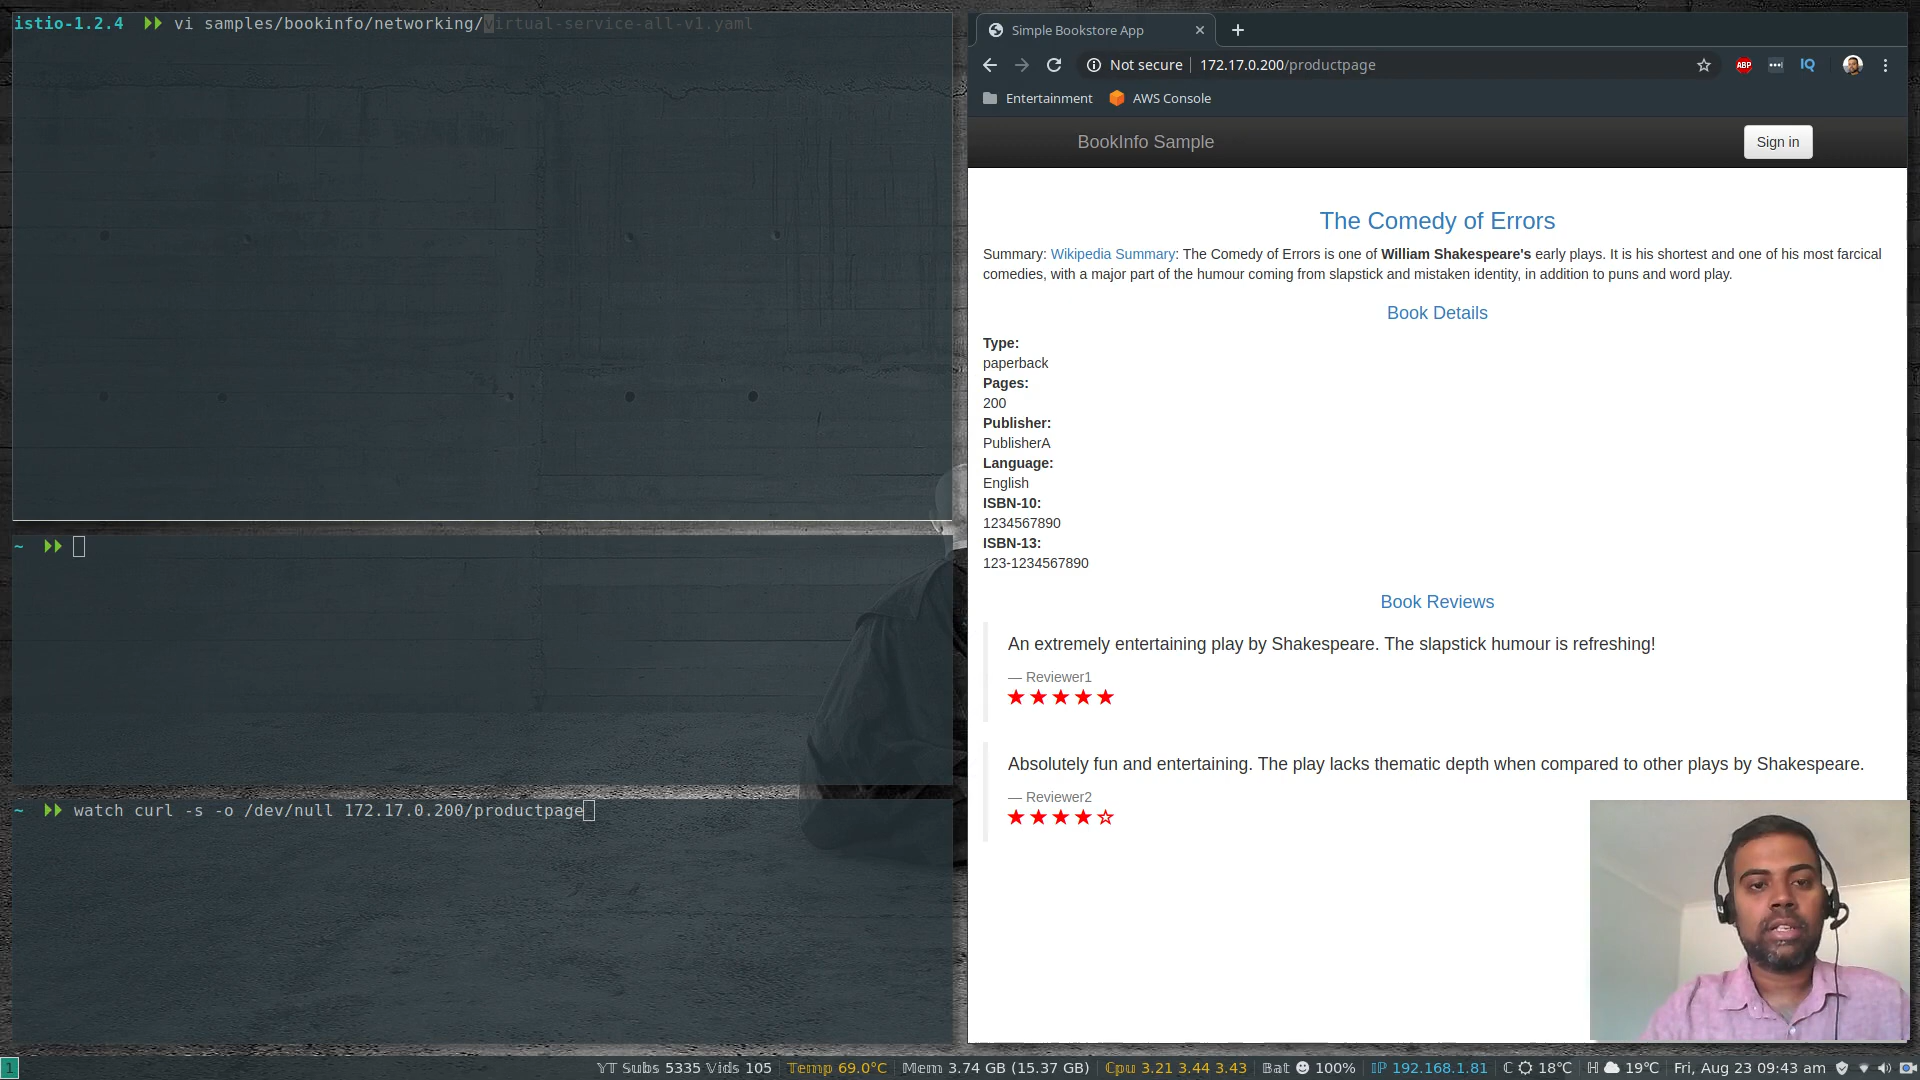 istio-1.2.4 vi samples/bookinfo/networking/virtual-service-all-v1.yaml
~
~ watch curl -s -o /dev/null 172.17.0.200/productpage
Simple Bookstore App
Not secure | 172.17.0.200/productpage
ABP
IQ
Entertainment AWS Console
BookInfo Sample
Sign in
The Comedy of Errors
Summary: Wikipedia Summary: The Comedy of Errors is one of William Shakespeare's early plays. It is his shortest and one of his most farcical
comedies, with a major part of the humour coming from slapstick and mistaken identity, in addition to puns and word play.
Book Details
Type:
paperback
Pages:
200
Publisher:
PublisherA
Language:
English
ISBN-10:
1234567890
ISBN-13:
123-1234567890
Book Reviews
An extremely entertaining play by Shakespeare. The slapstick humour is refreshing!
— Reviewer1
Absolutely fun and entertaining. The play lacks thematic depth when compared to other plays by Shakespeare.
— Reviewer2
1 YT Subs 5335 Vids 105 Temp 69.0°C Mem 3.74 GB (15.37 GB) Cpu 3.21 3.44 3.43 Bat 100% IP 192.168.1.81 C 18°C H 19°C Fri, Aug 23 09:43 am